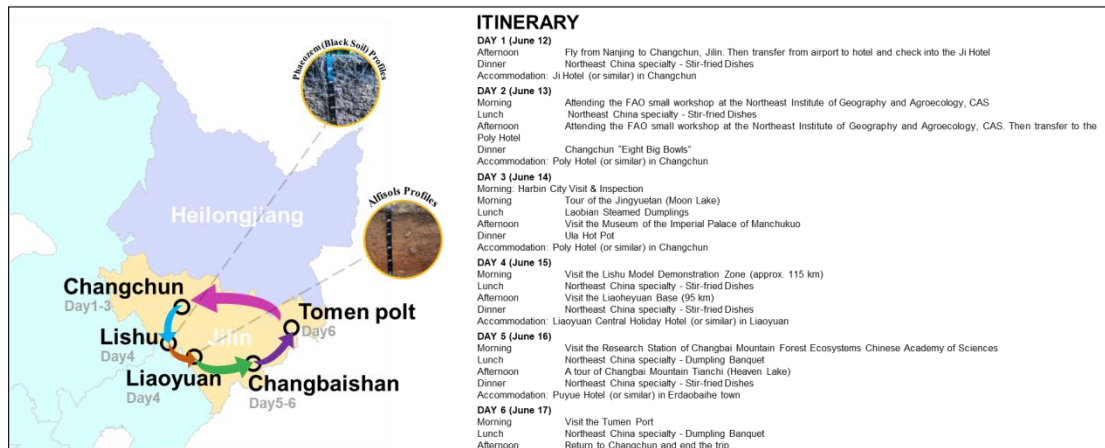 Phaeozem (Black Soil) Profiles
Alfisols Profiles
Heilongjiang
Changchun
Day1-3
Tomen polt
Day6
Jilin
Lishu
Day4
Liaoyuan
Day4
Changbaishan
Day5-6
ITINERARY
DAY 1 (June 12)
Afternoon Fly from Nanjing to Changchun, Jilin. Then transfer from airport to hotel and check into the Ji Hotel
Dinner Northeast China specialty - Stir-fried Dishes
Accommodation: Ji Hotel (or similar) in Changchun
DAY 2 (June 13)
Morning Attending the FAO small workshop at the Northeast Institute of Geography and Agroecology, CAS
Lunch Northeast China specialty - Stir-fried Dishes
Afternoon Attending the FAO small workshop at the Northeast Institute of Geography and Agroecology, CAS. Then transfer to the
Poly Hotel
Dinner Changchun "Eight Big Bowls"
Accommodation: Poly Hotel (or similar) in Changchun
DAY 3 (June 14)
Morning: Harbin City Visit & Inspection
Morning Tour of the Jingyuetan (Moon Lake)
Lunch Laobian Steamed Dumplings
Afternoon Visit the Museum of the Imperial Palace of Manchukuo
Dinner Ula Hot Pot
Accommodation: Poly Hotel (or similar) in Changchun
DAY 4 (June 15)
Morning Visit the Lishu Model Demonstration Zone (approx. 115 km)
Lunch Northeast China specialty - Stir-fried Dishes
Afternoon Visit the Liaoheyuan Base (95 km)
Dinner Northeast China specialty - Stir-fried Dishes
Accommodation: Liaoyuan Central Holiday Hotel (or similar) in Liaoyuan
DAY 5 (June 16)
Morning Visit the Research Station of Changbai Mountain Forest Ecosystems Chinese Academy of Sciences
Lunch Northeast China specialty - Dumpling Banquet
Afternoon A tour of Changbai Mountain Tianchi (Heaven Lake)
Dinner Northeast China specialty - Stir-fried Dishes
Accommodation: Puyue Hotel (or similar) in Erdaobaihe town
DAY 6 (June 17)
Morning Visit the Tumen Port
Lunch Northeast China specialty - Dumpling Banquet
Afternoon Return to Changchun and end the trip